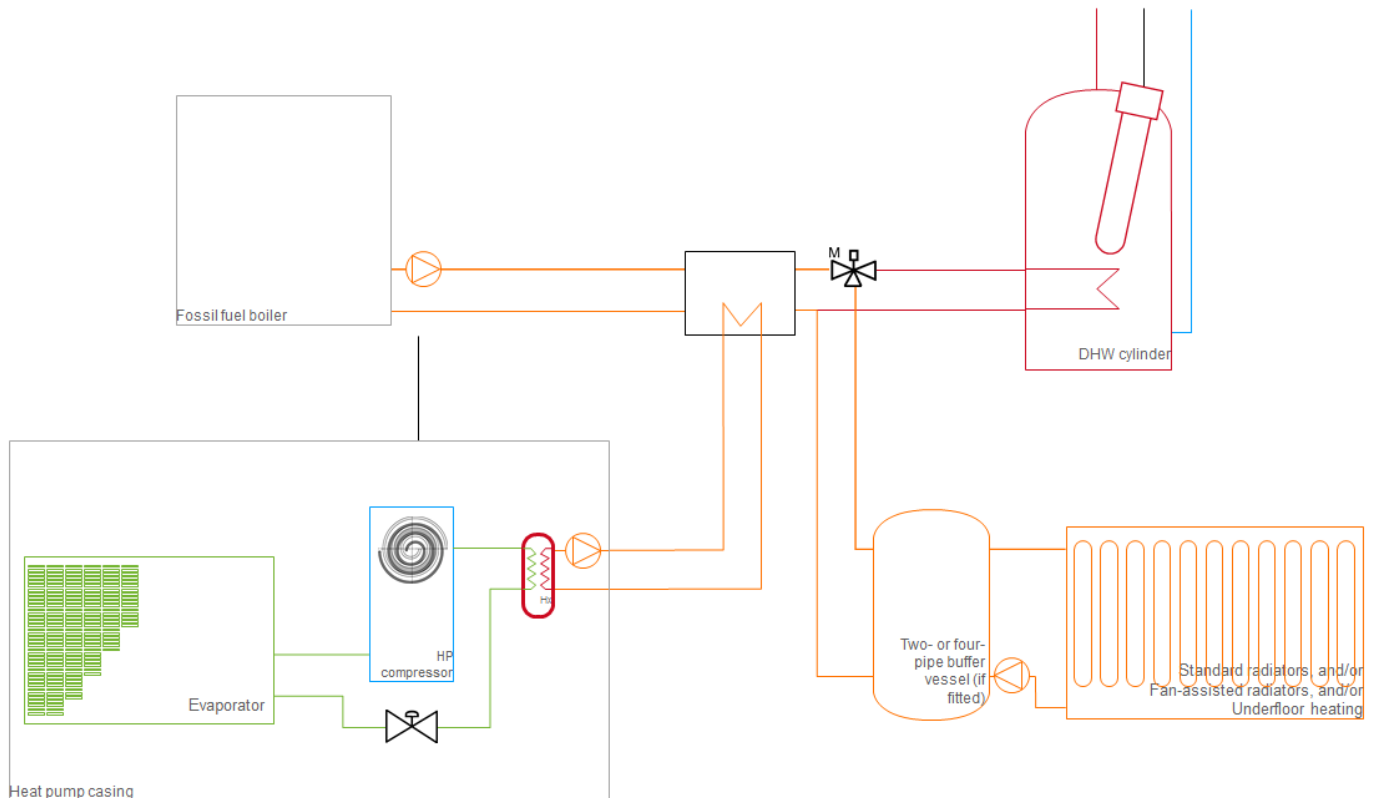 M
Fossil fuel boiler
DHW cylinder
Hx
HP
compressor
Evaporator
Two- or four-
pipe buffer
vessel (if
fitted)
Standard radiators, and/or
Fan-assisted radiators, and/or
Underfloor heating
Heat pump casing